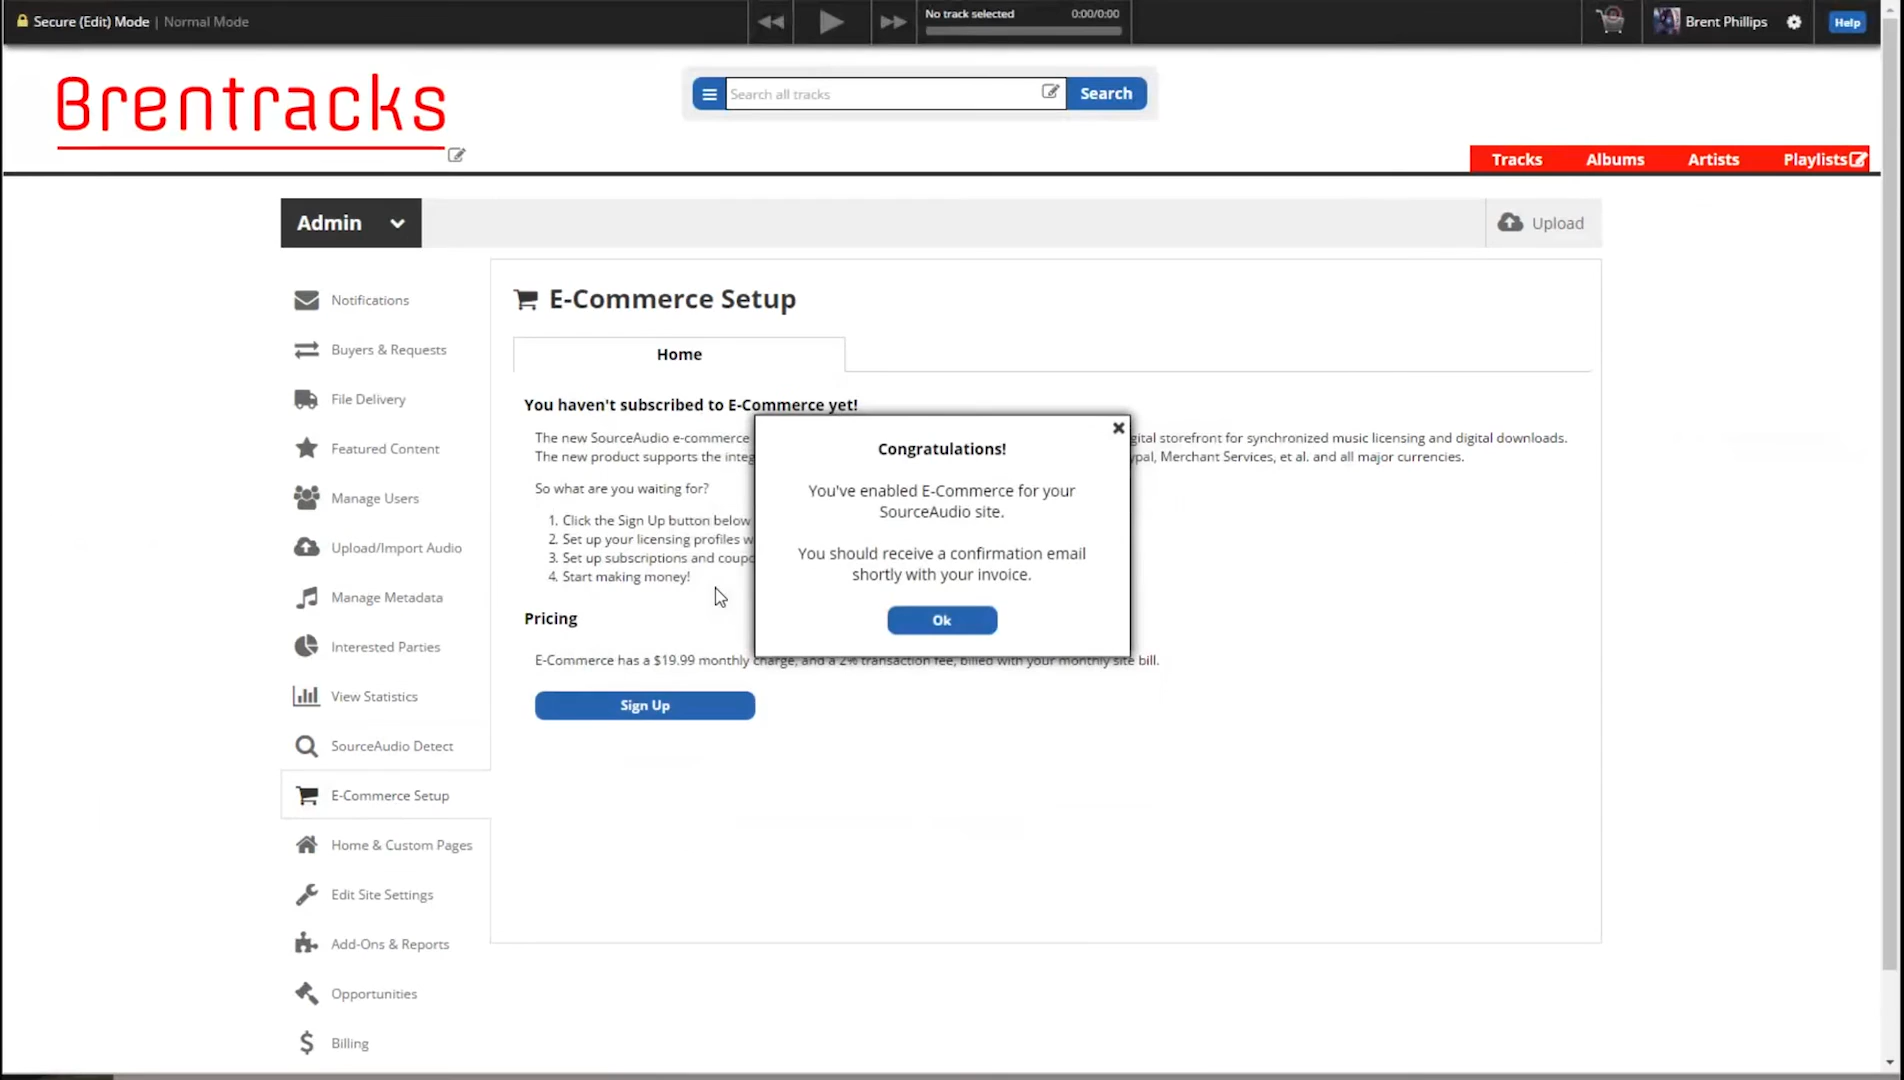 Secure (Edit) Mode | Normal Mode
No track selected 0:00/0:00
Brent Phillips
Help
Brentracks
Search all tracks
Search
Tracks Albums Artists Playlists
Admin
Upload
Notifications
Buyers & Requests
File Delivery
Featured Content
Manage Users
Upload/Import Audio
Manage Metadata
Interested Parties
View Statistics
SourceAudio Detect
E-Commerce Setup
Home & Custom Pages
Edit Site Settings
Add-Ons & Reports
Opportunities
Billing
E-Commerce Setup
Home
You haven't subscribed to E-Commerce yet!
The new SourceAudio e-commerce gital storefront for synchronized music licensing and digital downloads.
The new product supports the integ ypal, Merchant Services, et al. and all major currencies.
So what are you waiting for?
1. Click the Sign Up button below
2. Set up your licensing profiles w
3. Set up subscriptions and coupo
4. Start making money!
Pricing
E-Commerce has a $19.99 monthly charge, and a 2% transaction fee, billed with your monthly site bill.
Sign Up
Congratulations!
You've enabled E-Commerce for your
SourceAudio site.
You should receive a confirmation email
shortly with your invoice.
Ok